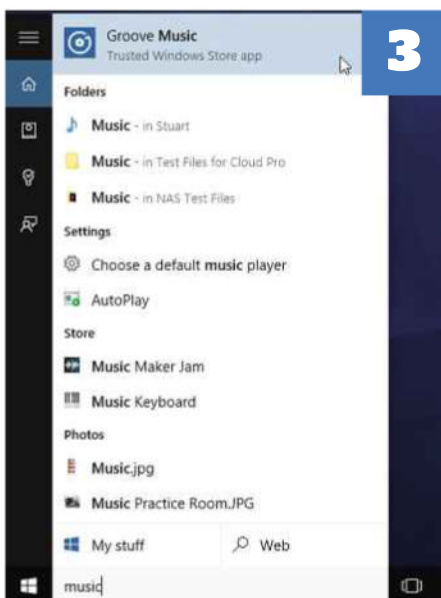 3
Groove Music
Trusted Windows Store app
Folders
Music - in Stuart
Music - in Test Files for Cloud Pro
Music - in NAS Test Files
Settings
Choose a default music player
AutoPlay
Store
Music Maker Jam
Music Keyboard
Photos
Music.jpg
Music Practice Room.JPG
My stuff Web
music